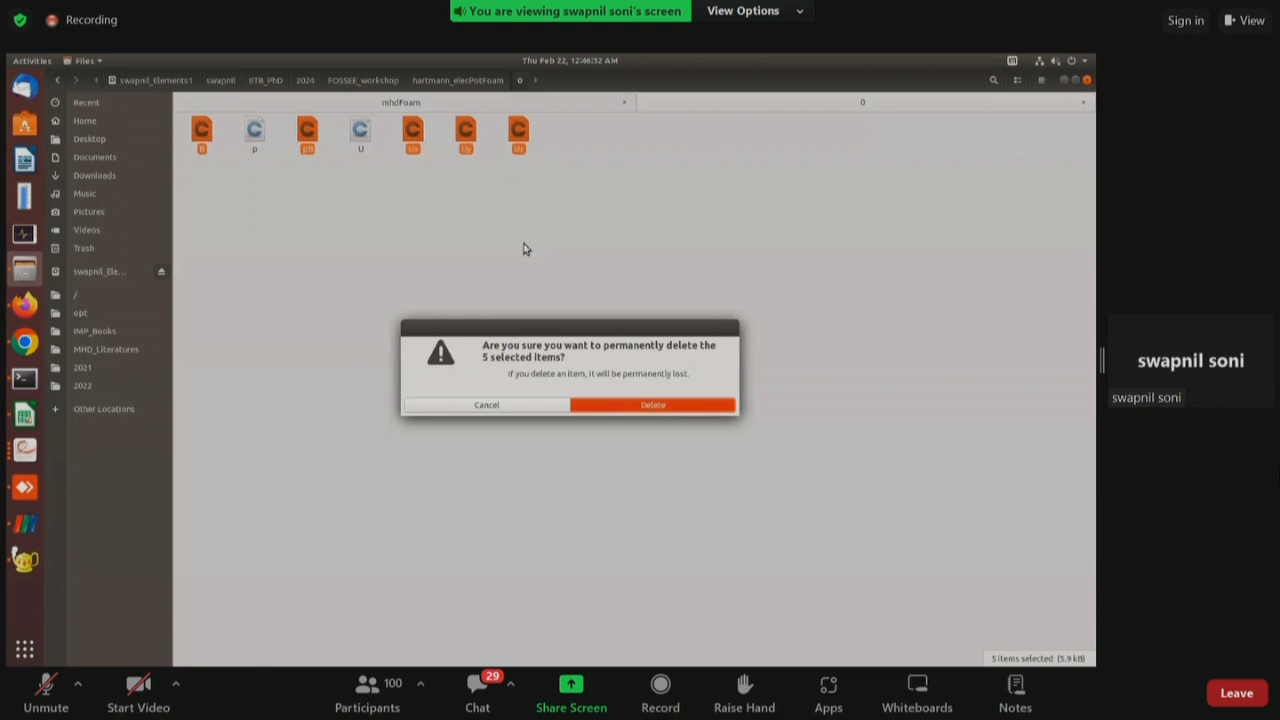 Recording
You are viewing swapnil soni's screen
View Options
Sign in
View
Activities
Files
Thu Feb 22, 12:46:32 AM
swapnil_Elements1
swapnil
IITB_PhD
2024
FOSSEE_workshop
hartmann_elecPotFoam
0
Recent
Home
Desktop
Documents
Downloads
Music
Pictures
Videos
Trash
swapnil_Ele...
/
opt
IMP_Books
MHD_Literatures
2021
2022
Other Locations
mhdFoam
0
B
p
pB
U
Ux
Uy
Uz
Are you sure you want to permanently delete the
5 selected items?
If you delete an item, it will be permanently lost.
Cancel
Delete
5 items selected (5.9 kB)
swapnil soni
swapnil soni
Unmute
Start Video
100
Participants
29
Chat
Share Screen
Record
Raise Hand
Apps
Whiteboards
Notes
Leave